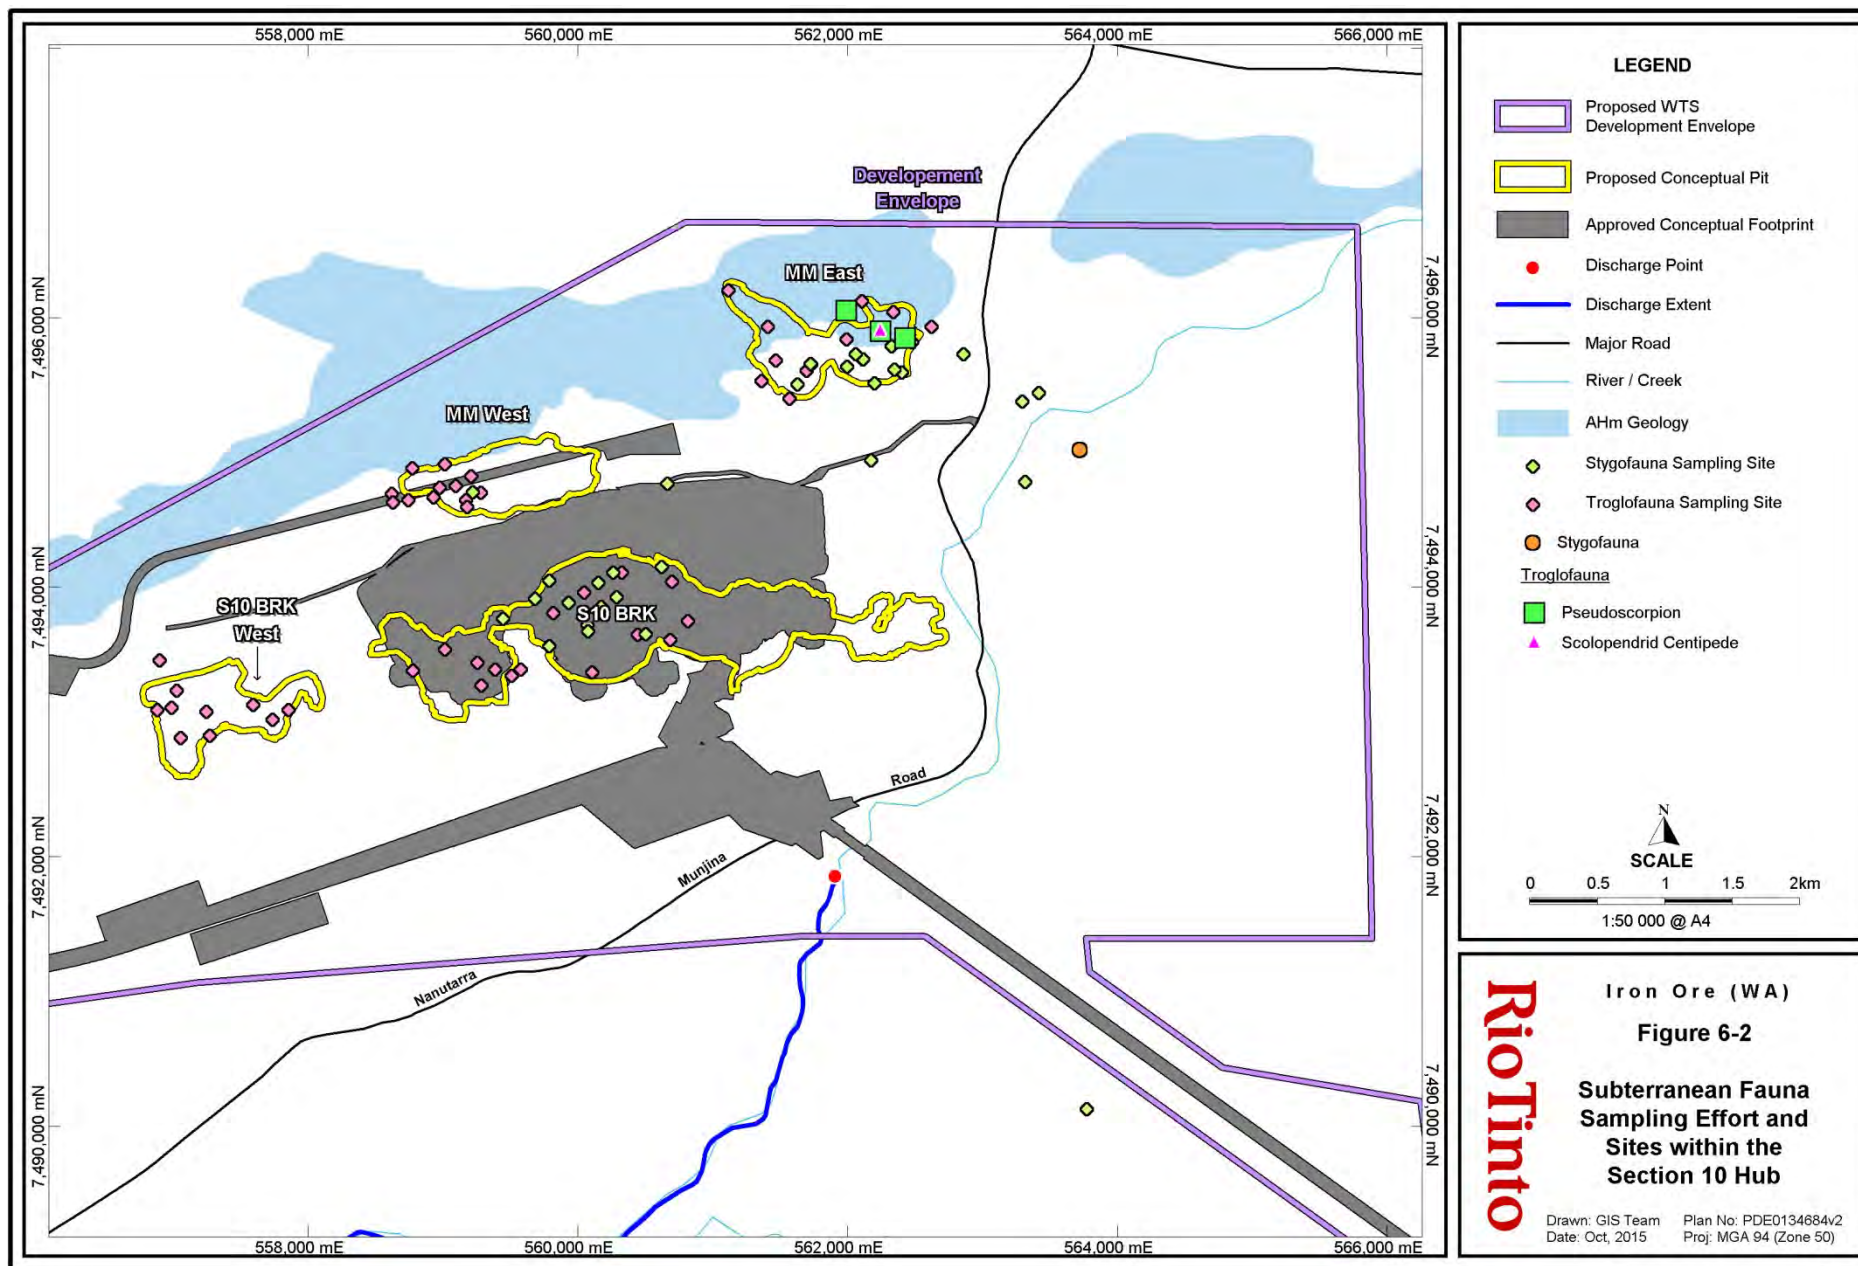 558,000 mE
560,000 mE
562,000 mE
564,000 mE
566,000 mE
7,496,000 mN
7,494,000 mN
7,492,000 mN
7,490,000 mN
7,496,000 mN
7,494,000 mN
7,492,000 mN
7,490,000 mN
Developement
Envelope
MM East
MM West
S10 BRK
West
S10 BRK
Road
Munjina
Nanutarra
558,000 mE
560,000 mE
562,000 mE
564,000 mE
566,000 mE
LEGEND
Proposed WTS
Development Envelope
Proposed Conceptual Pit
Approved Conceptual Footprint
Discharge Point
Discharge Extent
Major Road
River / Creek
AHm Geology
Stygofauna Sampling Site
Troglofauna Sampling Site
Stygofauna
Troglofauna
Pseudoscorpion
Scolopendrid Centipede
N
SCALE
0 0.5 1 1.5 2km
1:50 000 @ A4
RioTinto
Iron Ore (WA)
Figure 6-2
Subterranean Fauna
Sampling Effort and
Sites within the
Section 10 Hub
Drawn: GIS Team Plan No: PDE0134684v2
Date: Oct, 2015 Proj: MGA 94 (Zone 50)